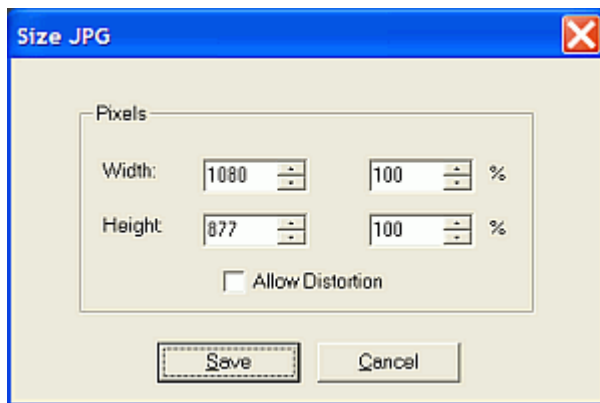 Size JPG
Pixels
Width: 1080 100 %
Height: 877 100 %
Allow Distortion
Save Cancel